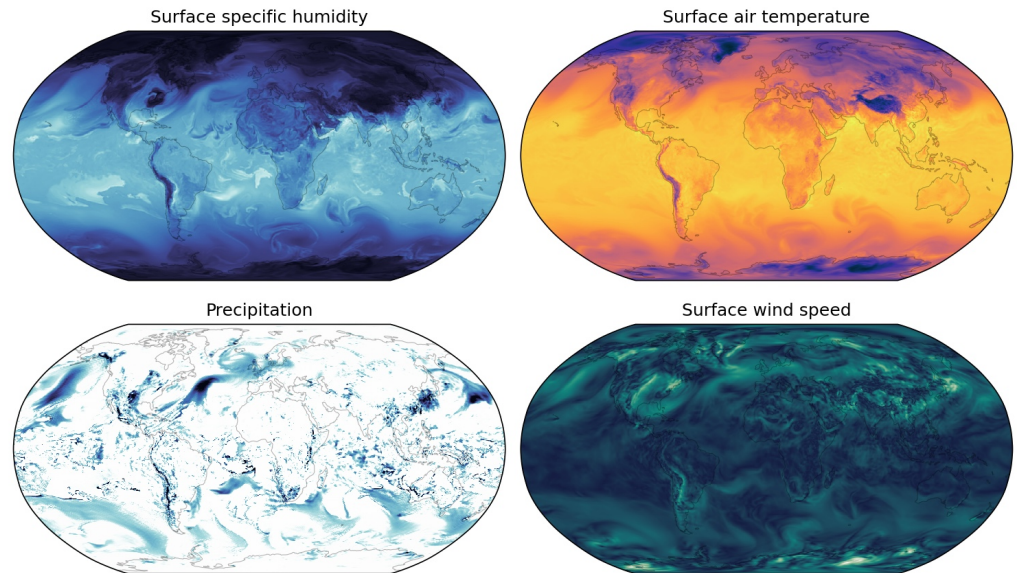 Surface specific humidity
Surface air temperature
Precipitation
Surface wind speed